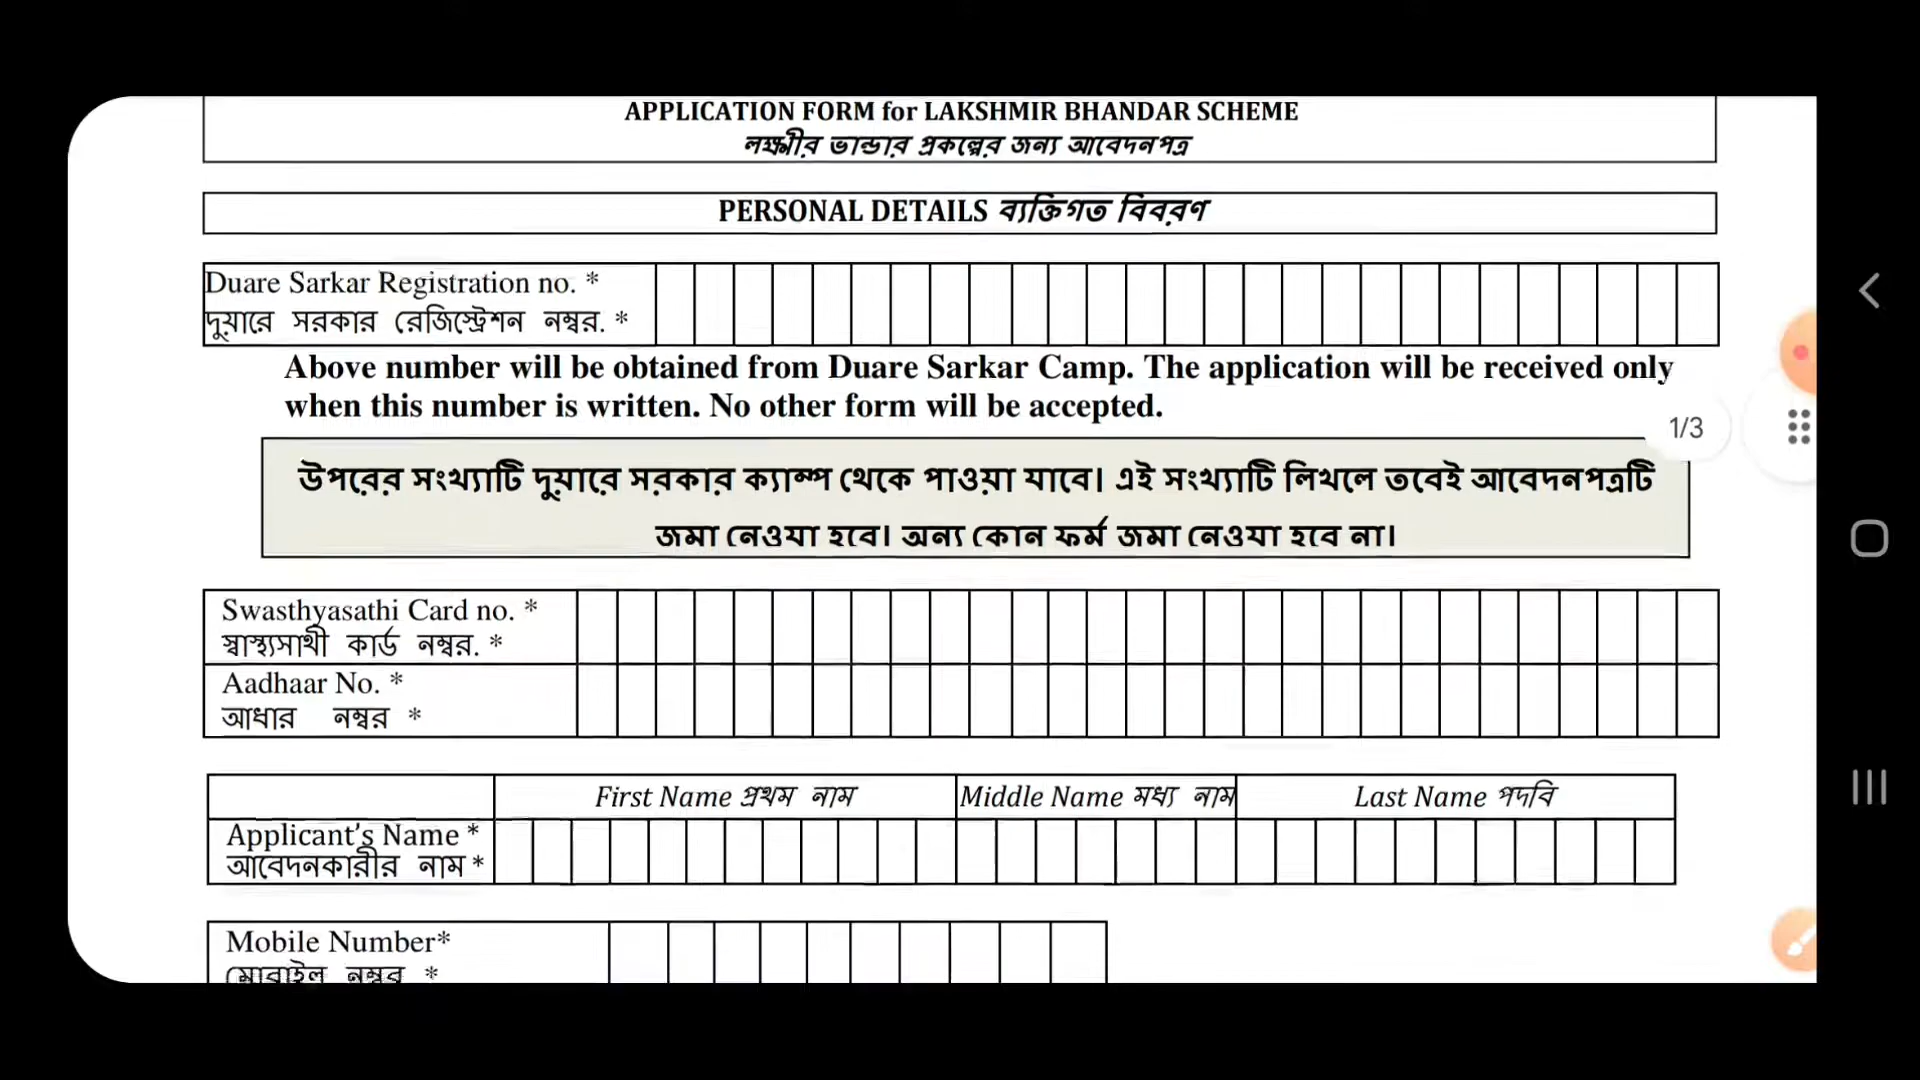 APPLICATION FORM for LAKSHMIR BHANDAR SCHEME
লক্ষ্মীর ভান্ডার প্রকল্পের জন্য আবেদনপত্র
PERSONAL DETAILS ব্যক্তিগত বিবরণ
Duare Sarkar Registration no. *
দুয়ারে সরকার রেজিস্ট্রেশন নম্বর. *
Above number will be obtained from Duare Sarkar Camp. The application will be received only
when this number is written. No other form will be accepted.
1/3
উপরের সংখ্যাটি দুয়ারে সরকার ক্যাম্প থেকে পাওয়া যাবে। এই সংখ্যাটি লিখলে তবেই আবেদনপত্রটি
জমা নেওয়া হবে। অন্য কোন ফর্ম জমা নেওয়া হবে না।
Swasthyasathi Card no. *
স্বাস্থ্যসাথী কার্ড নম্বর. *
Aadhaar No. *
আধার নম্বর *
First Name প্রথম নাম Middle Name মধ্য নাম Last Name পদবি
Applicant's Name *
আবেদনকারীর নাম *
Mobile Number*
মোবাইল নম্বর *